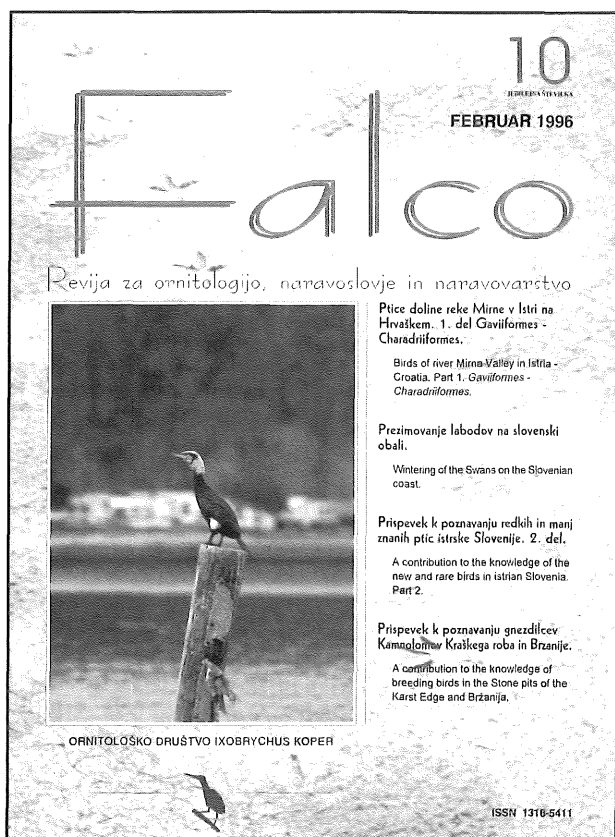 10
JUBILEJNA ŠTEVILKA
FEBRUAR 1996
Falco
Revija za ornitologijo, naravoslovje in naravovarstvo
Ptice doline reke Mirne v Istri na
Hrvaškem. 1. del Gaviiformes -
Charadriiformes.
Birds of river Mirna Valley in Istria -
Croatia. Part 1. Gaviiformes -
Charadriiformes.
Prezimovanje labodov na slovenski
obali.
Wintering of the Swans on the Slovenian
coast.
Prispevek k poznavanju redkih in manj
znanih ptic istrske Slovenije. 2. del.
A contribution to the knowledge of the
new and rare birds in istrian Slovenia.
Part 2.
Prispevek k poznavanju gnezdilcev
Kamnolomov Kraškega roba in Bržanije.
A contribution to the knowledge of
breeding birds in the Stone pits of the
Karst Edge and Bržanija.
ORNITOLOŠKO DRUŠTVO IXOBRYCHUS KOPER
ISSN 1318-5411